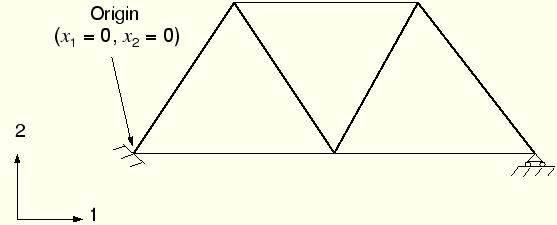 Origin
(x₁ = 0, x₂ = 0)
2
1